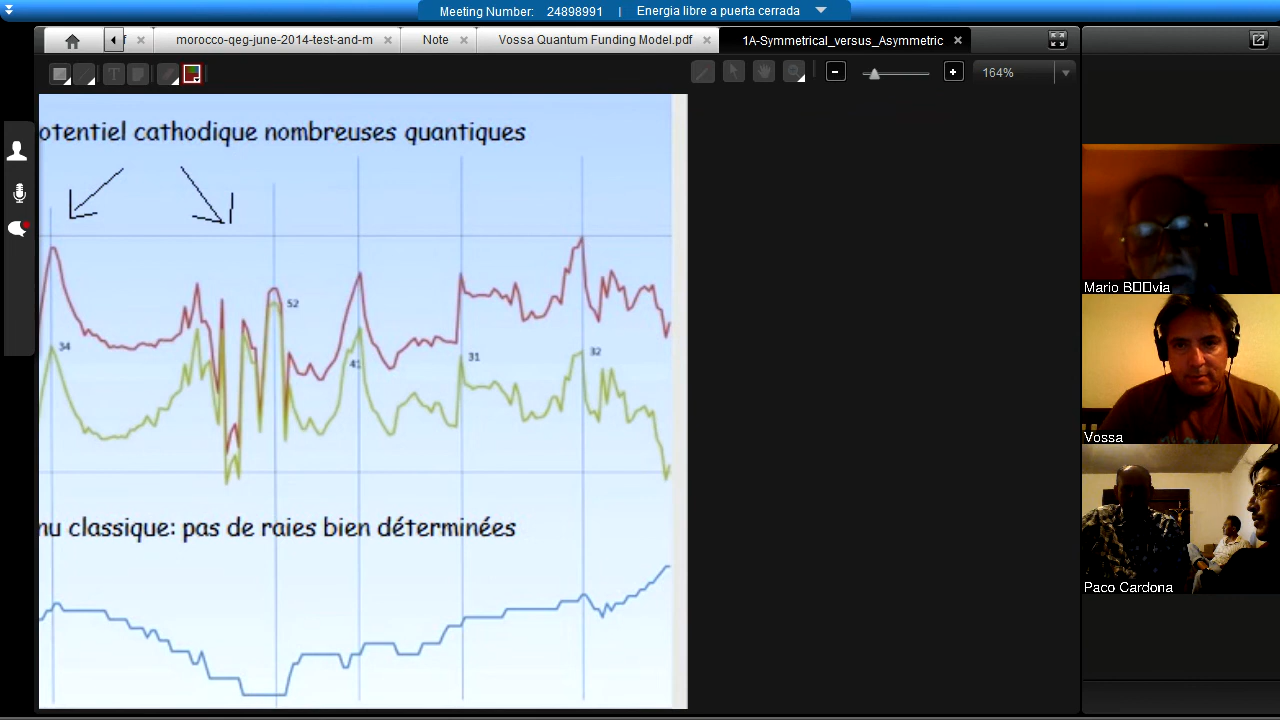 Meeting Number: 24898991 | Energia libre a puerta cerrada
f morocco-qeg-june-2014-test-and-m Note Vossa Quantum Funding Model.pdf 1A-Symmetrical_versus_Asymmetric
T 164%
otentiel cathodique nombreuses quantiques
52
34
41
31
32
nu classique: pas de raies bien déterminées
Mario B□□via
Vossa
Paco Cardona